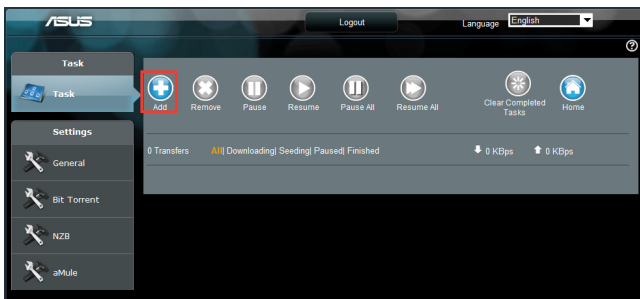 ASUS
Logout
Language English
?
Task
Task
Add Remove Pause Resume Pause All Resume All Clear Completed Tasks Home
Settings
0 Transfers All| Downloading| Seeding| Paused| Finished 0 KBps 0 KBps
General
Bit Torrent
NZB
aMule